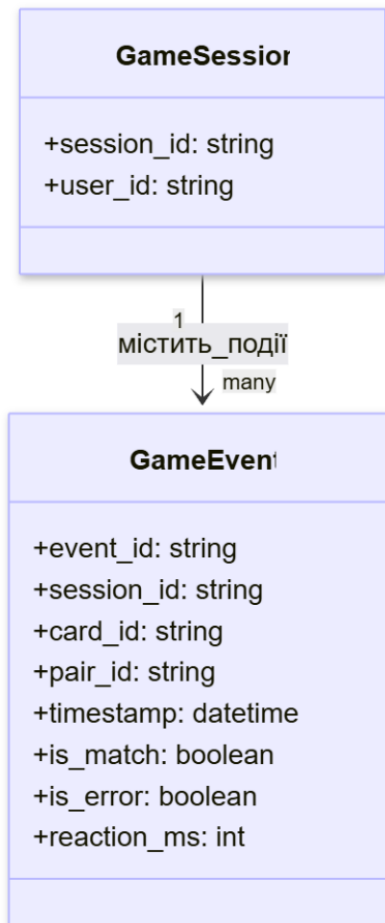 GameSession
+session_id: string
+user_id: string
1
містить_події
many
GameEvent
+event_id: string
+session_id: string
+card_id: string
+pair_id: string
+timestamp: datetime
+is_match: boolean
+is_error: boolean
+reaction_ms: int